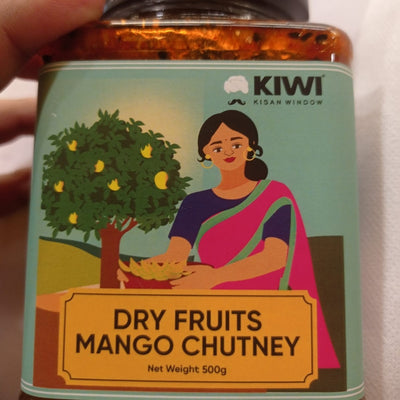 KIWI
KISAN WINDOW
DRY FRUITS
MANGO CHUTNEY
Net Weight 500g